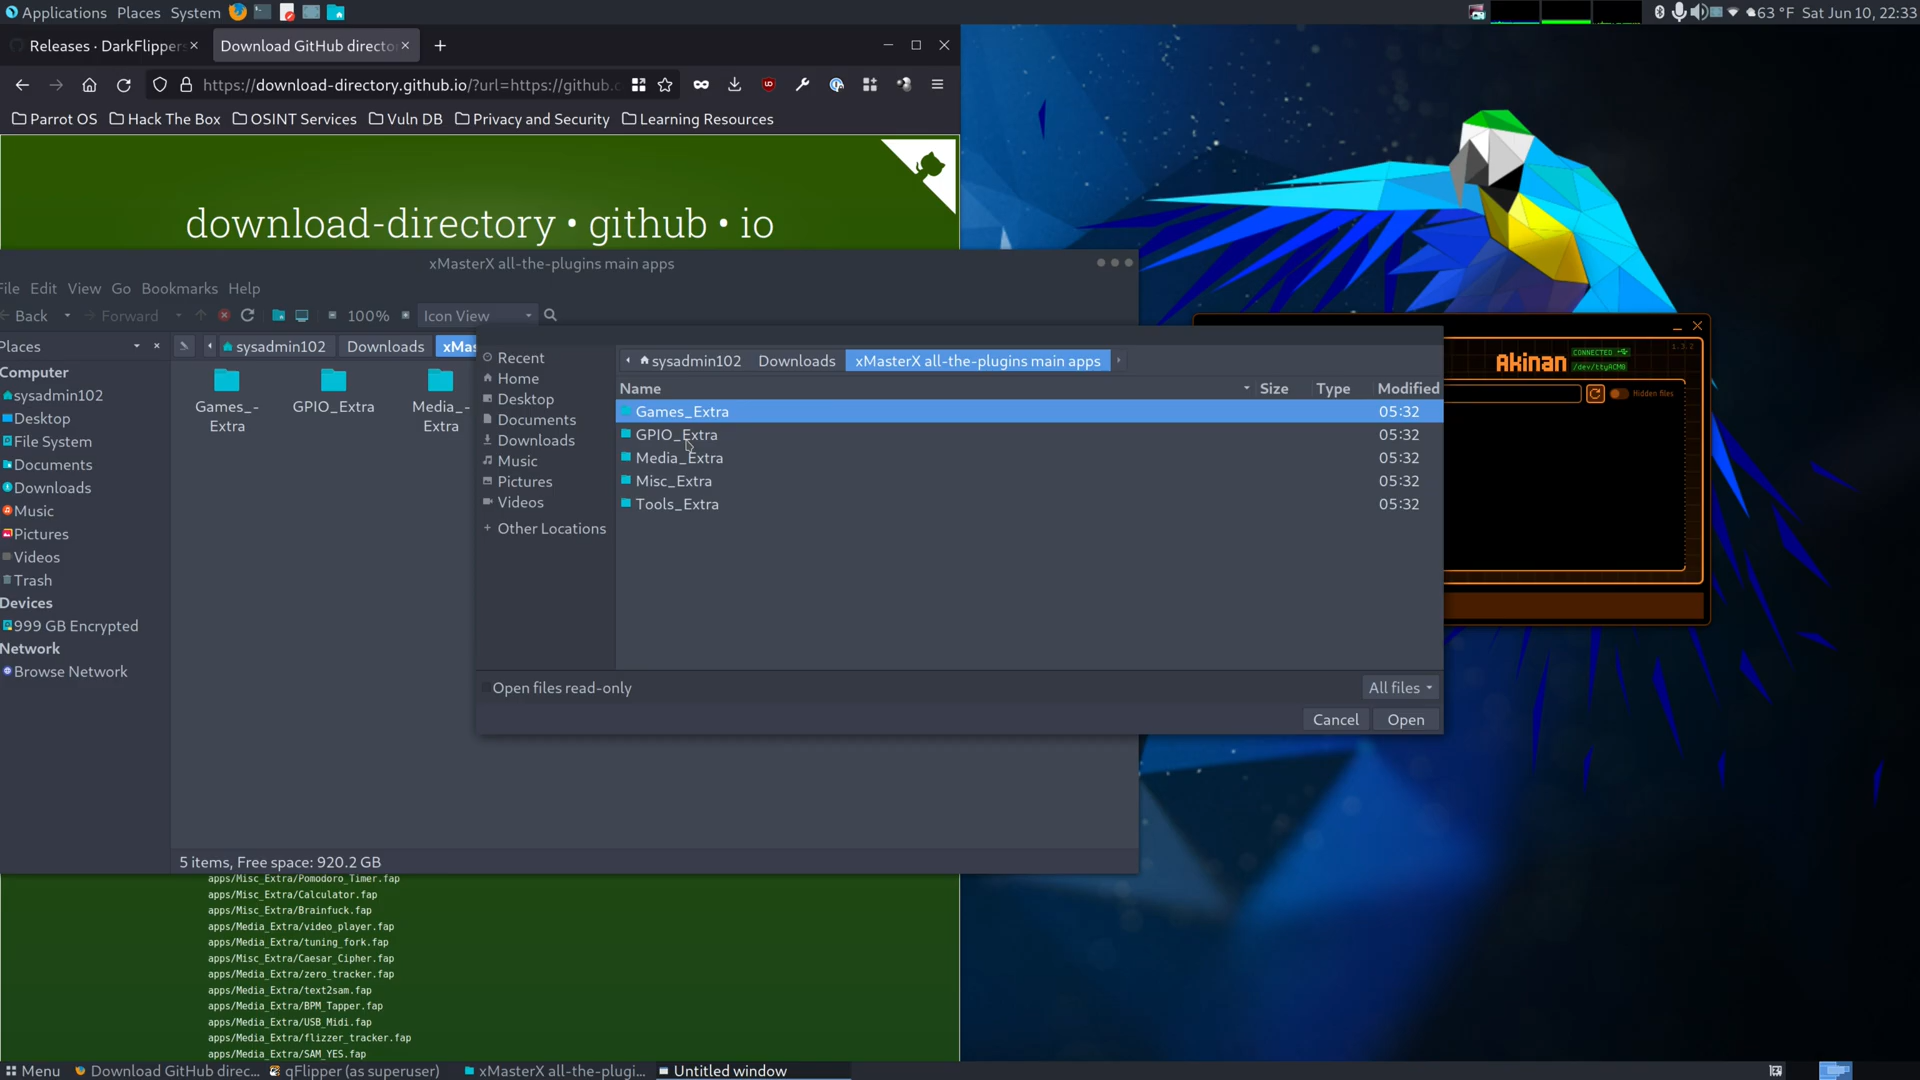 Applications Places System
63 °F Sat Jun 10, 22:33
Releases · DarkFlippers ×
Download GitHub directo ×
https://download-directory.github.io/?url=https://github.c
Parrot OS Hack The Box OSINT Services Vuln DB Privacy and Security Learning Resources
download-directory • github • io
xMasterX all-the-plugins main apps
File Edit View Go Bookmarks Help
Back Forward 100% Icon View
Places
sysadmin102 Downloads xMas
Computer
sysadmin102
Desktop
File System
Documents
Downloads
Music
Pictures
Videos
Trash
Devices
999 GB Encrypted
Network
Browse Network
Games_-
Extra
GPIO_Extra
Media_-
Extra
5 items, Free space: 920.2 GB
Recent
Home
Desktop
Documents
Downloads
Music
Pictures
Videos
Other Locations
sysadmin102 Downloads xMasterX all-the-plugins main apps
Name Size Type Modified
Games_Extra 05:32
GPIO_Extra 05:32
Media_Extra 05:32
Misc_Extra 05:32
Tools_Extra 05:32
Open files read-only
All files
Cancel Open
1.3.2
Akinan
CONNECTED
/dev/ttyACM0
Hidden files
apps/Misc_Extra/Pomodoro_Timer.fap
apps/Misc_Extra/Calculator.fap
apps/Misc_Extra/Brainfuck.fap
apps/Media_Extra/video_player.fap
apps/Media_Extra/tuning_fork.fap
apps/Misc_Extra/Caesar_Cipher.fap
apps/Media_Extra/zero_tracker.fap
apps/Media_Extra/text2sam.fap
apps/Media_Extra/BPM_Tapper.fap
apps/Media_Extra/USB_Midi.fap
apps/Media_Extra/flizzer_tracker.fap
apps/Media_Extra/SAM_YES.fap
Menu Download GitHub direc... qFlipper (as superuser) xMasterX all-the-plugi... Untitled window